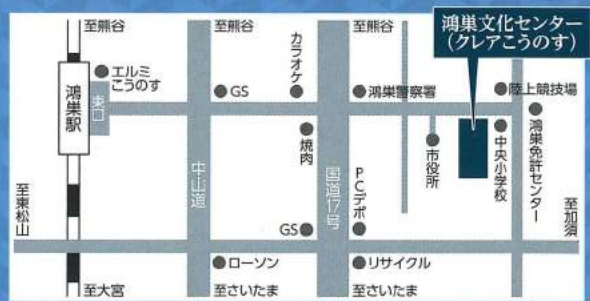 至熊谷
至熊谷
至熊谷
鴻巣文化センター
(クレアこうのす)
カラオケ
エルミ
こうのす
GS
鴻巣警察署
陸上競技場
鴻巣駅
東口
焼肉
市役所
中央小学校
鴻巣免許センター
中山道
国道17号
PCデポ
至東松山
至加須
GS
ローソン
リサイクル
至大宮
至さいたま
至さいたま